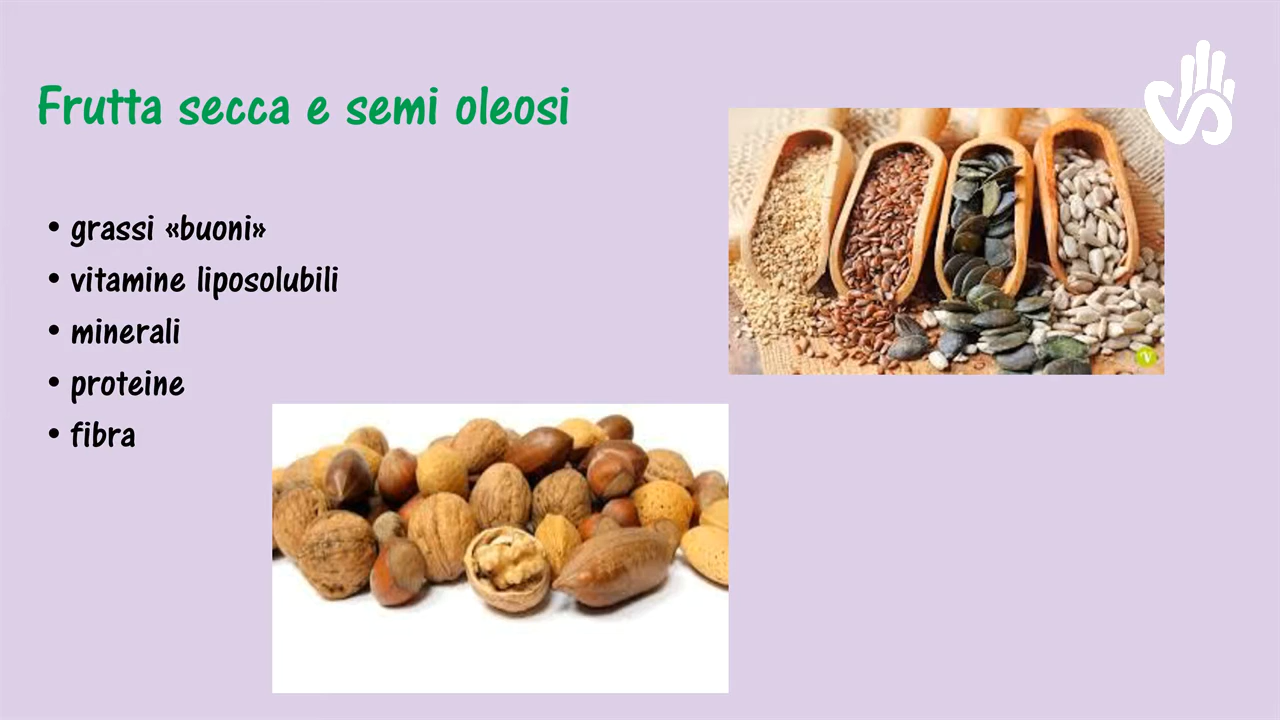 Frutta secca e semi oleosi
• grassi «buoni»
• vitamine liposolubili
• minerali
• proteine
• fibra